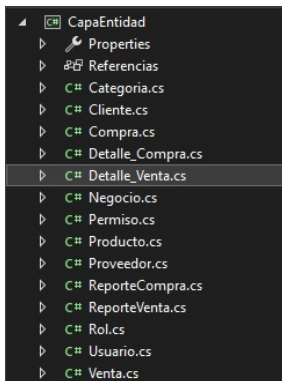 C# CapaEntidad
Properties
Referencias
C# Categoria.cs
C# Cliente.cs
C# Compra.cs
C# Detalle_Compra.cs
C# Detalle_Venta.cs
C# Negocio.cs
C# Permiso.cs
C# Producto.cs
C# Proveedor.cs
C# ReporteCompra.cs
C# ReporteVenta.cs
C# Rol.cs
C# Usuario.cs
C# Venta.cs